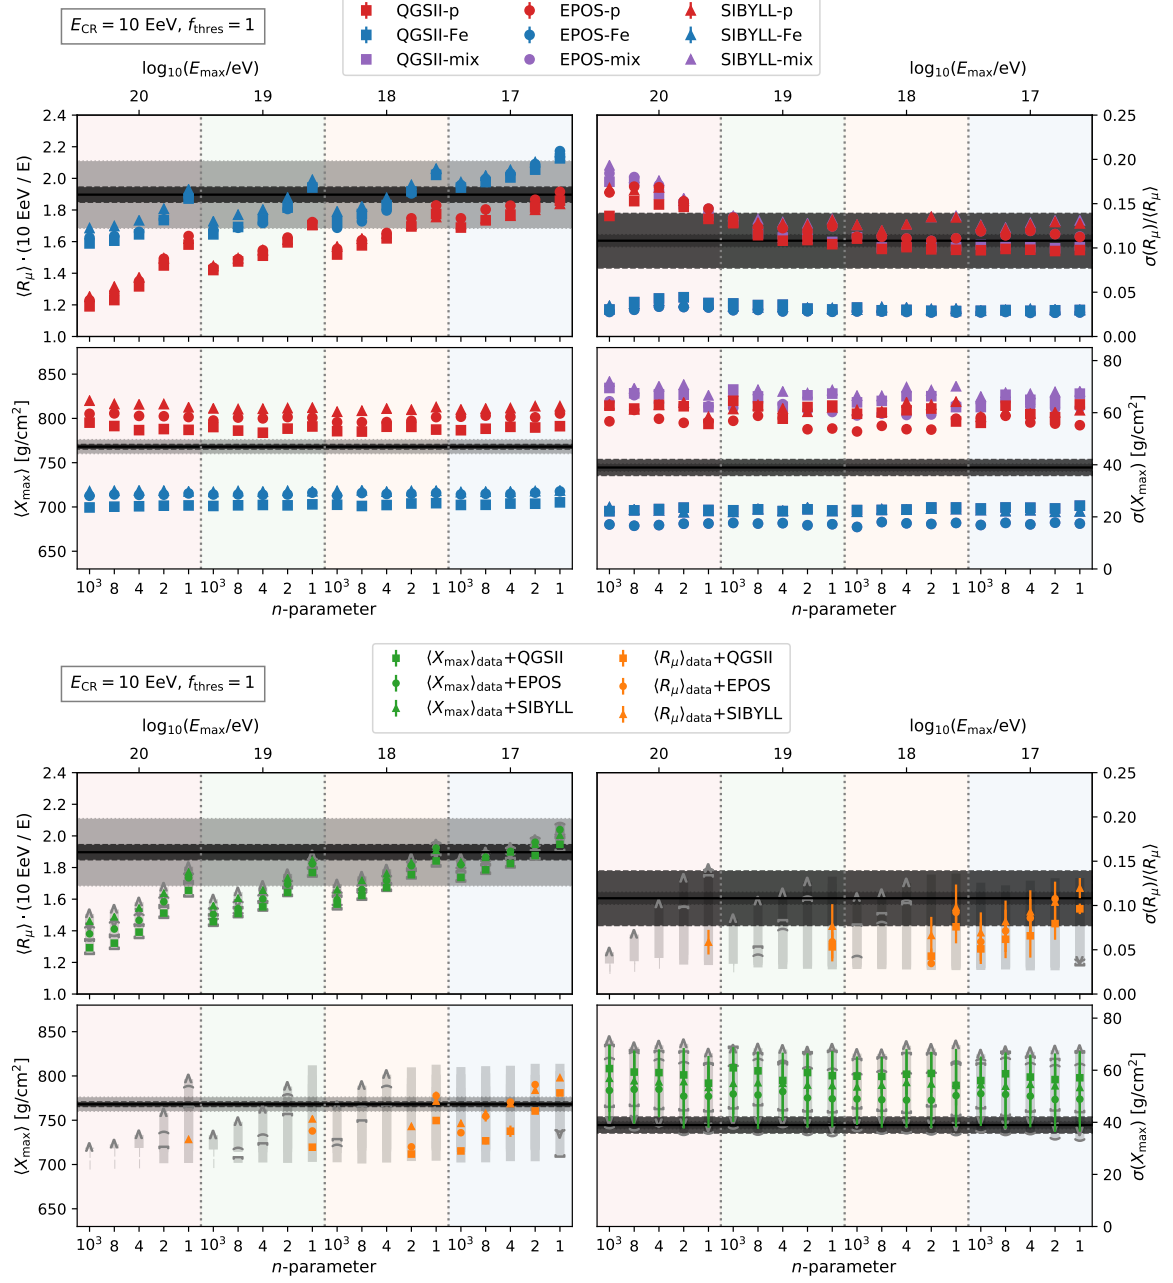 E_CR = 10 EeV, f_thres = 1
QGSII-p EPOS-p SIBYLL-p
QGSII-Fe EPOS-Fe SIBYLL-Fe
QGSII-mix EPOS-mix SIBYLL-mix
log₁₀(E_max/eV) log₁₀(E_max/eV)
20 19 18 17 20 19 18 17
⟨R_μ⟩ · (10 EeV / E)
2.4
2.2
2.0
1.8
1.6
1.4
1.2
1.0
0.25
0.20
0.15
0.10
0.05
0.00
σ(R_μ)/⟨R_μ⟩
⟨X_max⟩ [g/cm²]
850
800
750
700
650
80
60
40
20
0
σ(X_max) [g/cm²]
10³ 8 4 2 1 10³ 8 4 2 1 10³ 8 4 2 1 10³ 8 4 2 1 10³ 8 4 2 1 10³ 8 4 2 1 10³ 8 4 2 1 10³ 8 4 2 1
n-parameter n-parameter
E_CR = 10 EeV, f_thres = 1
⟨X_max⟩_data+QGSII ⟨R_μ⟩_data+QGSII
⟨X_max⟩_data+EPOS ⟨R_μ⟩_data+EPOS
⟨X_max⟩_data+SIBYLL ⟨R_μ⟩_data+SIBYLL
log₁₀(E_max/eV) log₁₀(E_max/eV)
20 19 18 17 20 19 18 17
⟨R_μ⟩ · (10 EeV / E)
2.4
2.2
2.0
1.8
1.6
1.4
1.2
1.0
0.25
0.20
0.15
0.10
0.05
0.00
σ(R_μ)/⟨R_μ⟩
⟨X_max⟩ [g/cm²]
850
800
750
700
650
80
60
40
20
0
σ(X_max) [g/cm²]
10³ 8 4 2 1 10³ 8 4 2 1 10³ 8 4 2 1 10³ 8 4 2 1 10³ 8 4 2 1 10³ 8 4 2 1 10³ 8 4 2 1 10³ 8 4 2 1
n-parameter n-parameter